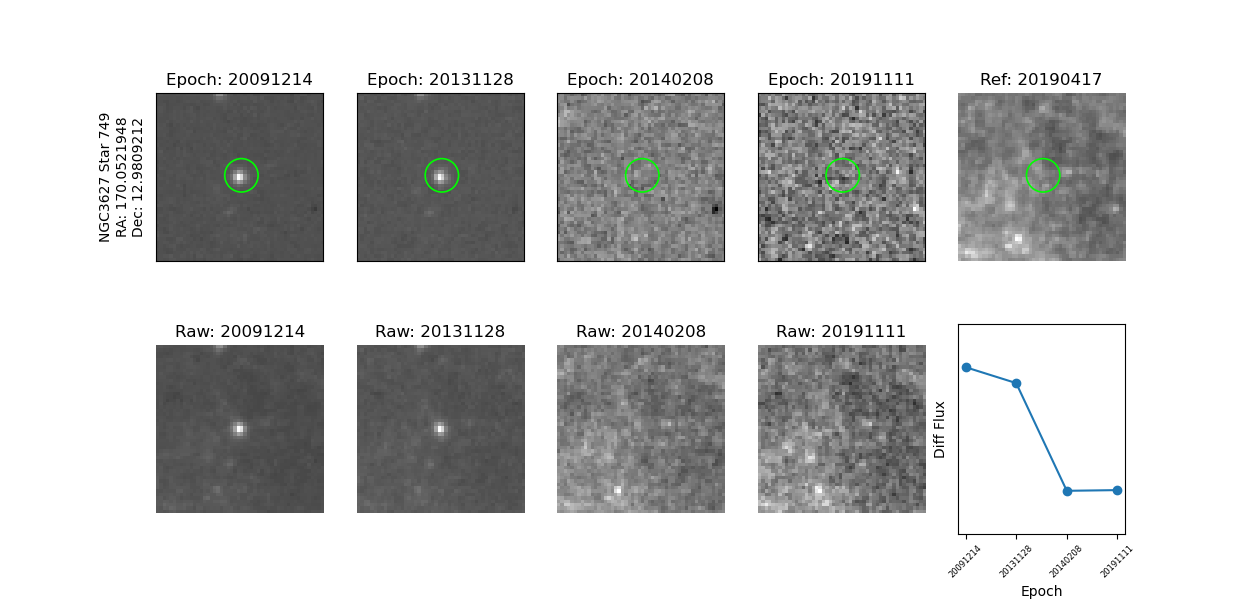 NGC3627 Star 749
RA: 170.0521948
Dec: 12.9809212
Epoch: 20091214
Epoch: 20131128
Epoch: 20140208
Epoch: 20191111
Ref: 20190417
Raw: 20091214
Raw: 20131128
Raw: 20140208
Raw: 20191111
Diff Flux
20091214
20131128
20140208
20191111
Epoch